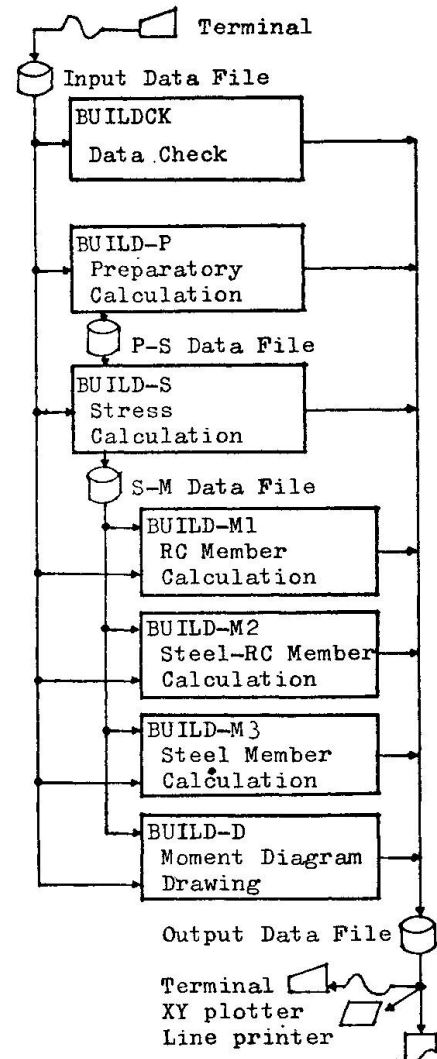 Terminal
Input Data File
BUILDCK
Data Check
BUILD-P
Preparatory
Calculation
P-S Data File
BUILD-S
Stress
Calculation
S-M Data File
BUILD-M1
RC Member
Calculation
BUILD-M2
Steel-RC Member
Calculation
BUILD-M3
Steel Member
Calculation
BUILD-D
Moment Diagram
Drawing
Output Data File
Terminal
XY plotter
Line printer